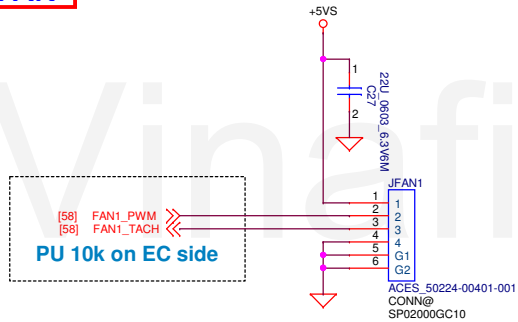 +5VS
1
22U_0603_6.3V6M
C27
2
JFAN1
1 1
[58] FAN1_PWM 2 2
[58] FAN1_TACH 3 3
4 4
5 G1
6 G2
PU 10k on EC side
ACES_50224-00401-001
CONN@
SP02000GC10
Vinafi